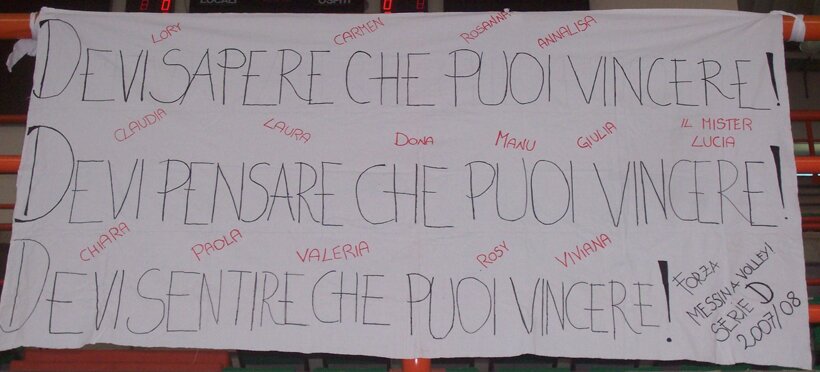 LOCALI OSPITI
LORY CARMEN ROSANNA ANNALISA
DEVI SAPERE CHE PUOI VINCERE!
CLAUDIA LAURA DONA MANU GIULIA IL MISTER
LUCIA
DEVI PENSARE CHE PUOI VINCERE!
CHIARA PAOLA VALERIA ROSY VIVIANA
DEVI SENTIRE CHE PUOI VINCERE!
FORZA
MESSINA VOLLEY!
SERIE D
2007/08